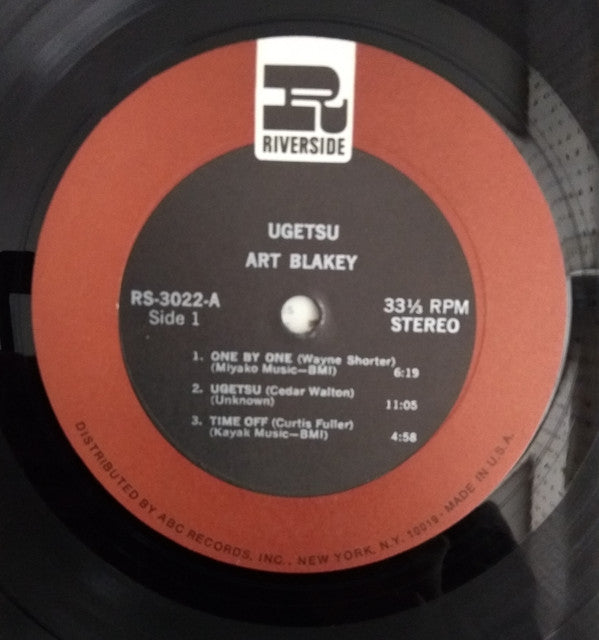 R
RIVERSIDE
UGETSU
ART BLAKEY
RS-3022-A
Side 1
33⅓ RPM
STEREO
1. ONE BY ONE (Wayne Shorter)
(Miyako Music—BMI) 6:19
2. UGETSU (Cedar Walton)
(Unknown) 11:05
3. TIME OFF (Curtis Fuller)
(Kayak Music—BMI) 4:58
DISTRIBUTED BY ABC RECORDS, INC., NEW YORK, N.Y. 10019 - MADE IN U.S.A.